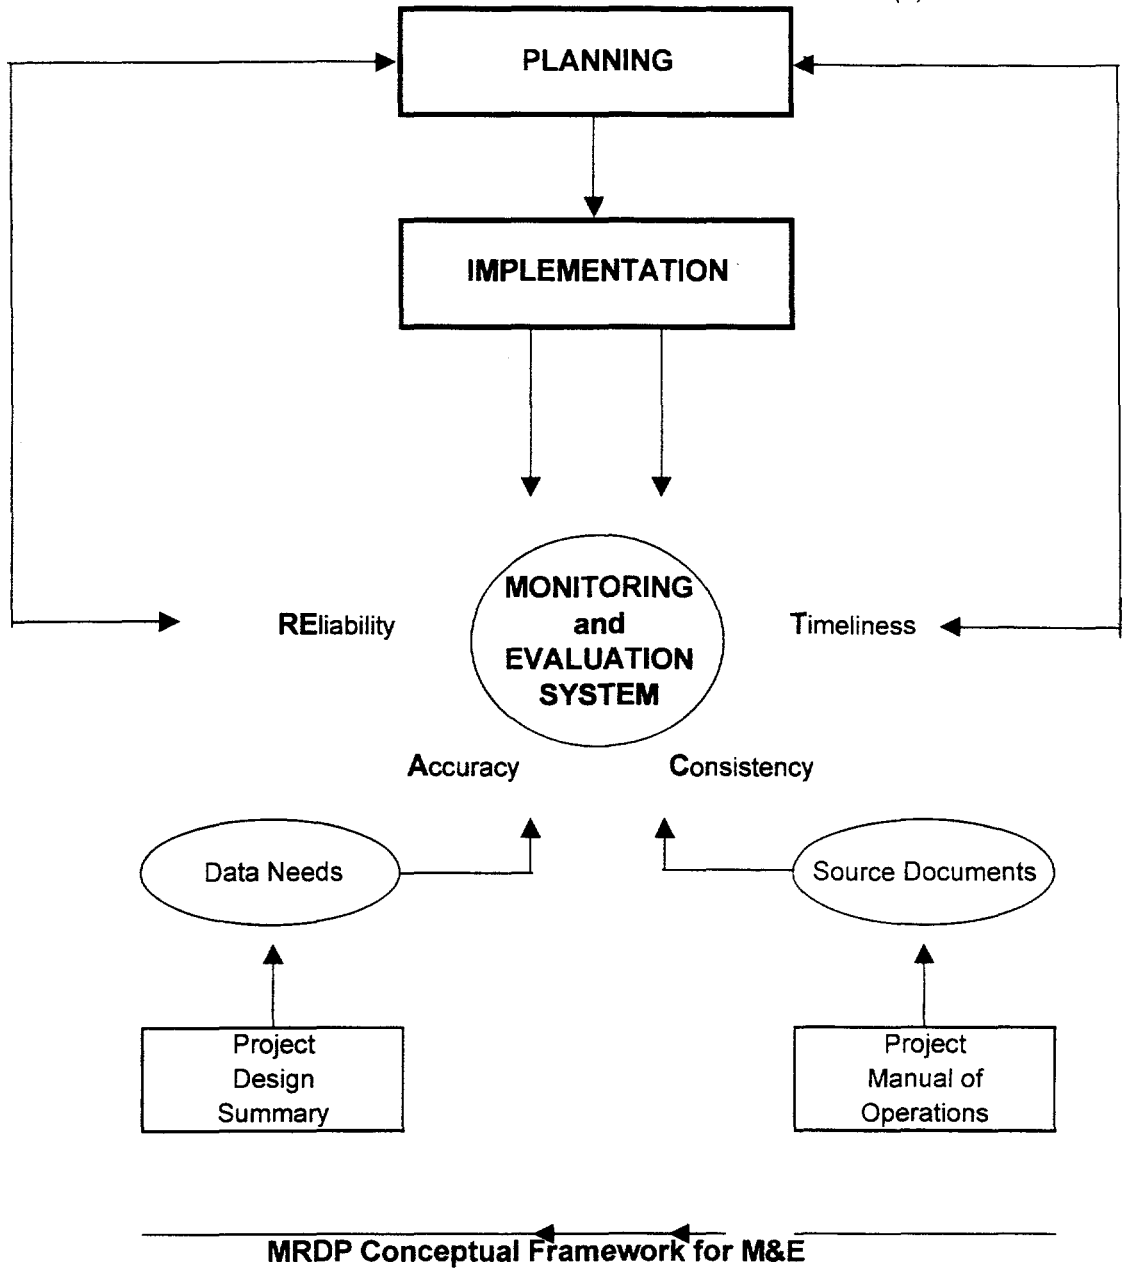 PLANNING
IMPLEMENTATION
MONITORING
and
EVALUATION
SYSTEM
REliability
Timeliness
Accuracy
Consistency
Data Needs
Source Documents
Project
Design
Summary
Project
Manual of
Operations
MRDP Conceptual Framework for M&E